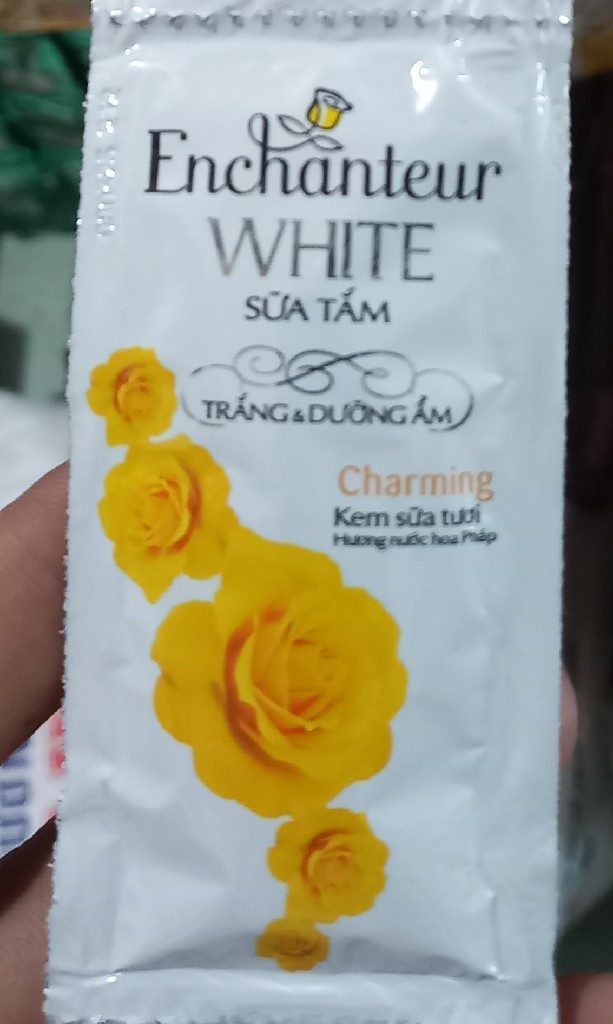 Enchanteur
WHITE
SỮA TẮM
TRẮNG & DƯỠNG ẨM
Charming
Kem sữa tươi
Hương nước hoa Pháp